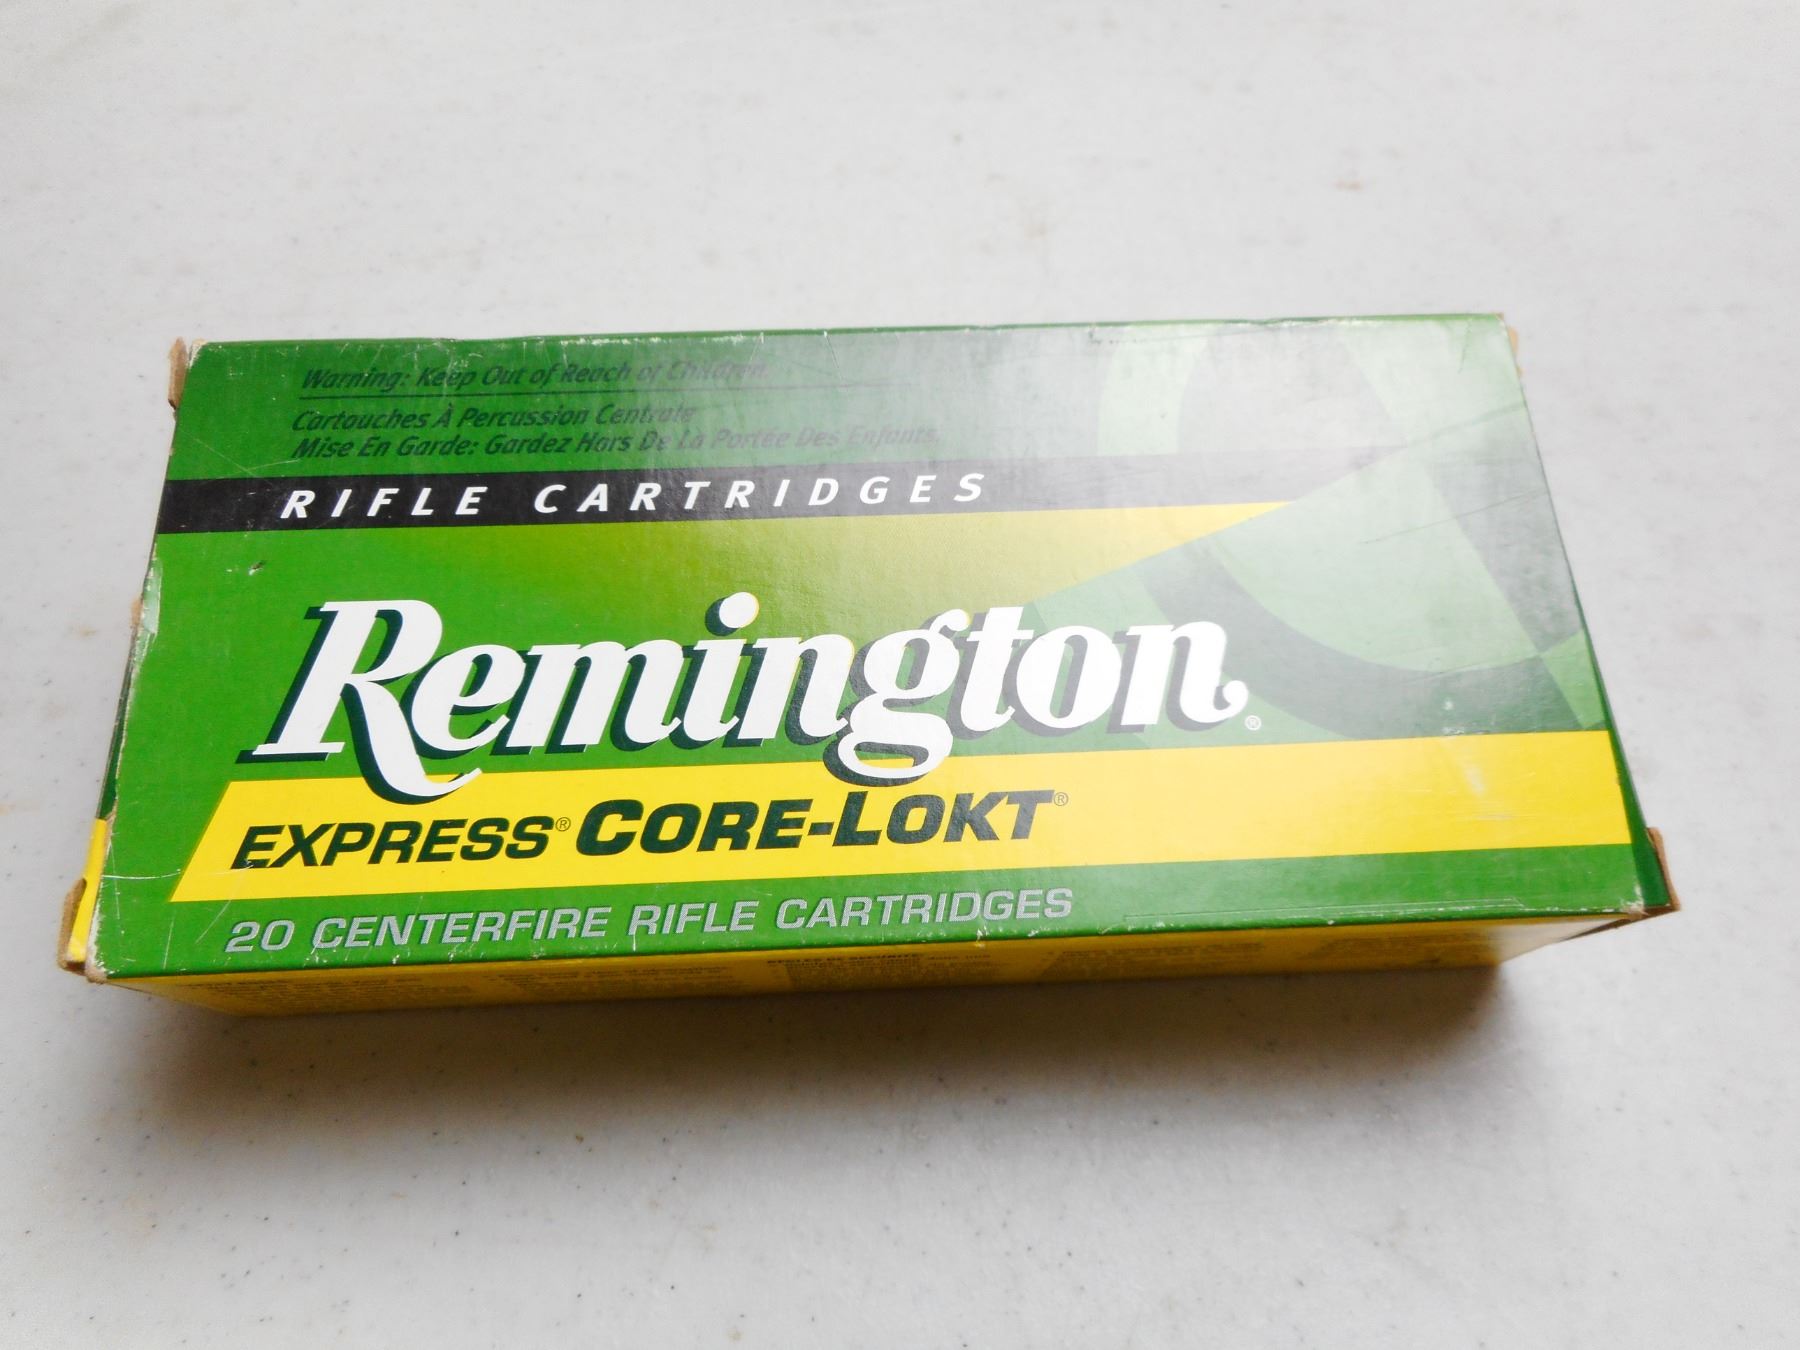 Warning: Keep Out of Reach of Children.
Cartouches À Percussion Centrale
Mise En Garde: Gardez Hors De La Portée Des Enfants.
RIFLE CARTRIDGES
Remington®
EXPRESS® CORE-LOKT®
20 CENTERFIRE RIFLE CARTRIDGES